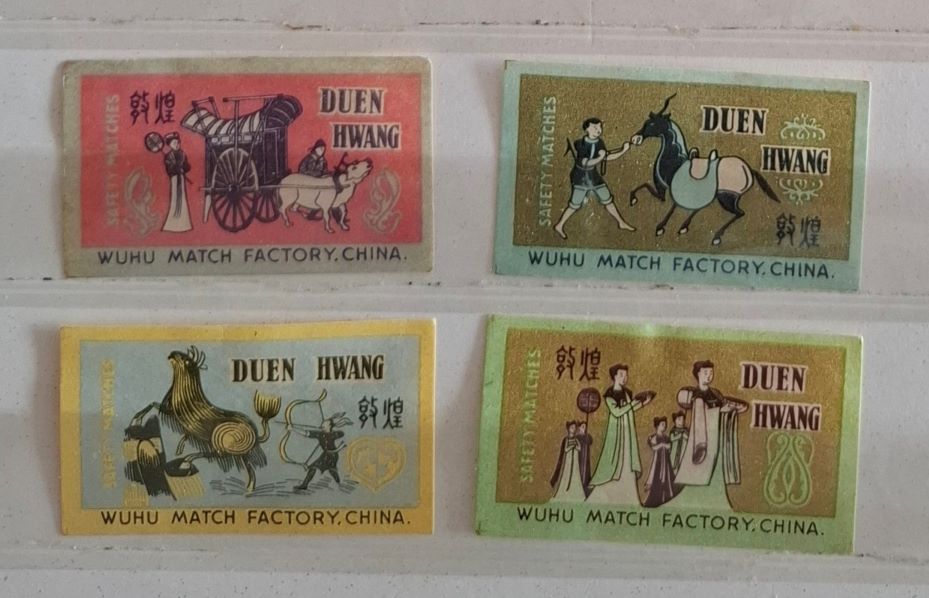 SAFETY MATCHES
敦煌
DUEN
HWANG
WUHU MATCH FACTORY, CHINA.
SAFETY MATCHES
DUEN
HWANG
敦煌
WUHU MATCH FACTORY, CHINA.
SAFETY MATCHES
DUEN HWANG
敦煌
WUHU MATCH FACTORY, CHINA.
SAFETY MATCHES
敦煌
DUEN
HWANG
WUHU MATCH FACTORY, CHINA.